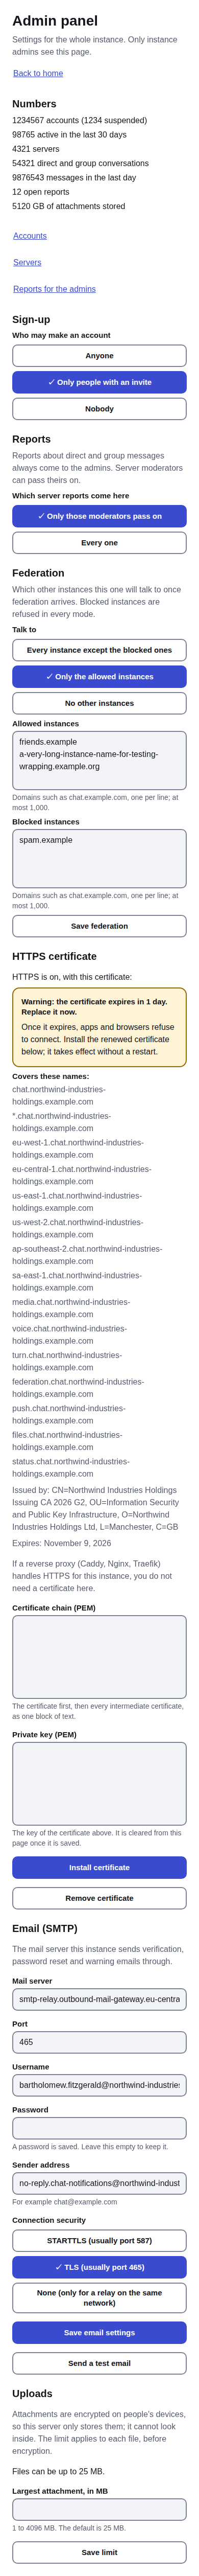 Admin panel
Settings for the whole instance. Only instance
admins see this page.
Back to home
Numbers
1234567 accounts (1234 suspended)
98765 active in the last 30 days
4321 servers
54321 direct and group conversations
9876543 messages in the last day
12 open reports
5120 GB of attachments stored
Accounts
Servers
Reports for the admins
Sign-up
Who may make an account
Anyone
✓ Only people with an invite
Nobody
Reports
Reports about direct and group messages
always come to the admins. Server moderators
can pass theirs on.
Which server reports come here
✓ Only those moderators pass on
Every one
Federation
Which other instances this one will talk to once
federation arrives. Blocked instances are
refused in every mode.
Talk to
Every instance except the blocked ones
✓ Only the allowed instances
No other instances
Allowed instances
friends.example
a-very-long-instance-name-for-testing-
wrapping.example.org
Domains such as chat.example.com, one per line; at
most 1,000.
Blocked instances
spam.example
Domains such as chat.example.com, one per line; at
most 1,000.
Save federation
HTTPS certificate
HTTPS is on, with this certificate:
Warning: the certificate expires in 1 day.
Replace it now.
Once it expires, apps and browsers refuse
to connect. Install the renewed certificate
below; it takes effect without a restart.
Covers these names:
chat.northwind-industries-
holdings.example.com
*.chat.northwind-industries-
holdings.example.com
eu-west-1.chat.northwind-industries-
holdings.example.com
eu-central-1.chat.northwind-industries-
holdings.example.com
us-east-1.chat.northwind-industries-
holdings.example.com
us-west-2.chat.northwind-industries-
holdings.example.com
ap-southeast-2.chat.northwind-industries-
holdings.example.com
sa-east-1.chat.northwind-industries-
holdings.example.com
media.chat.northwind-industries-
holdings.example.com
voice.chat.northwind-industries-
holdings.example.com
turn.chat.northwind-industries-
holdings.example.com
federation.chat.northwind-industries-
holdings.example.com
push.chat.northwind-industries-
holdings.example.com
files.chat.northwind-industries-
holdings.example.com
status.chat.northwind-industries-
holdings.example.com
Issued by: CN=Northwind Industries Holdings
Issuing CA 2026 G2, OU=Information Security
and Public Key Infrastructure, O=Northwind
Industries Holdings Ltd, L=Manchester, C=GB
Expires: November 9, 2026
If a reverse proxy (Caddy, Nginx, Traefik)
handles HTTPS for this instance, you do not
need a certificate here.
Certificate chain (PEM)
The certificate first, then every intermediate certificate,
as one block of text.
Private key (PEM)
The key of the certificate above. It is cleared from this
page once it is saved.
Install certificate
Remove certificate
Email (SMTP)
The mail server this instance sends verification,
password reset and warning emails through.
Mail server
smtp-relay.outbound-mail-gateway.eu-centra
Port
465
Username
bartholomew.fitzgerald@northwind-industries
Password
A password is saved. Leave this empty to keep it.
Sender address
no-reply.chat-notifications@northwind-indust
For example chat@example.com
Connection security
STARTTLS (usually port 587)
✓ TLS (usually port 465)
None (only for a relay on the same
network)
Save email settings
Send a test email
Uploads
Attachments are encrypted on people's devices,
so this server only stores them; it cannot look
inside. The limit applies to each file, before
encryption.
Files can be up to 25 MB.
Largest attachment, in MB
1 to 4096 MB. The default is 25 MB.
Save limit